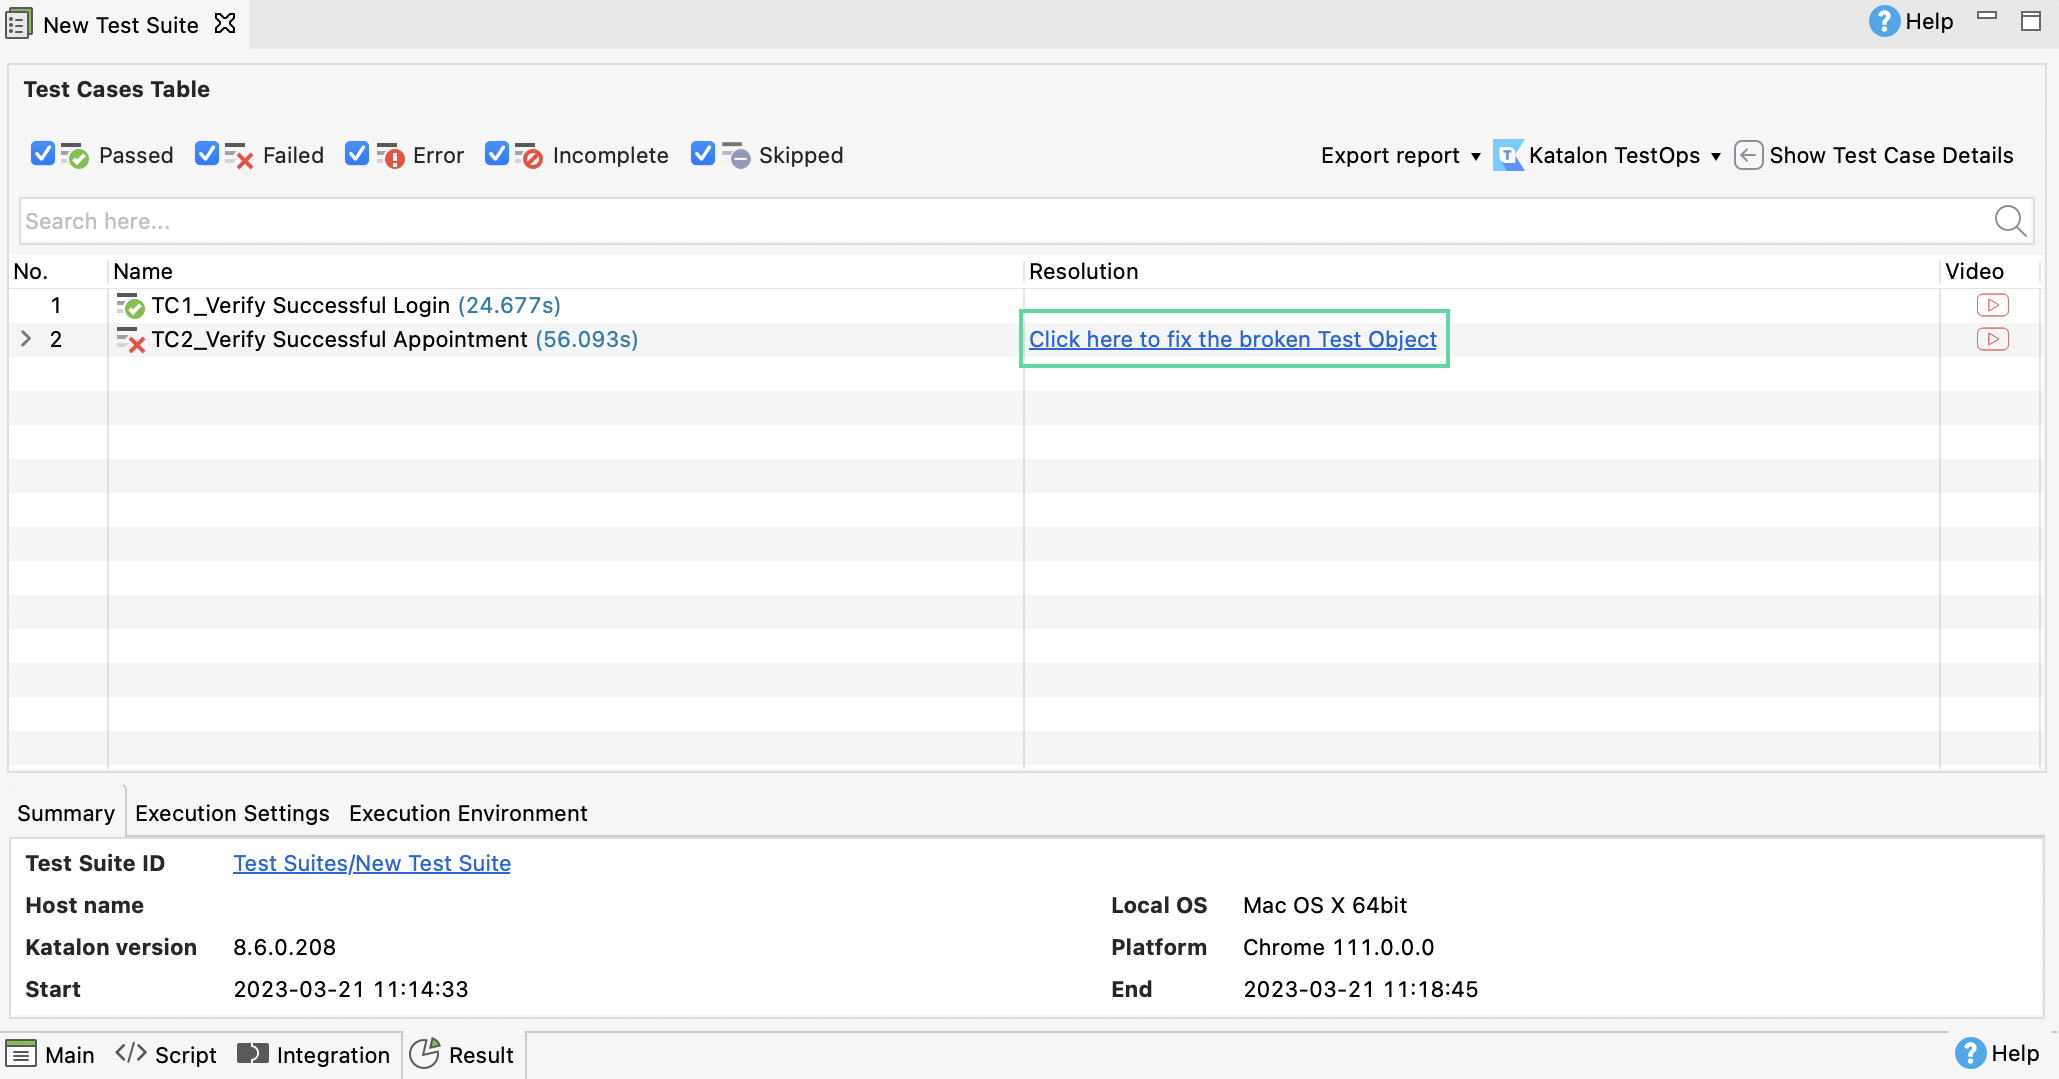 New Test Suite
Help
Test Cases Table
Passed Failed Error Incomplete Skipped
Export report Katalon TestOps Show Test Case Details
Search here...
No. Name Resolution Video
1 TC1_Verify Successful Login (24.677s)
2 TC2_Verify Successful Appointment (56.093s) Click here to fix the broken Test Object
Summary Execution Settings Execution Environment
Test Suite ID Test Suites/New Test Suite
Host name Local OS Mac OS X 64bit
Katalon version 8.6.0.208 Platform Chrome 111.0.0.0
Start 2023-03-21 11:14:33 End 2023-03-21 11:18:45
Main </> Script Integration Result Help